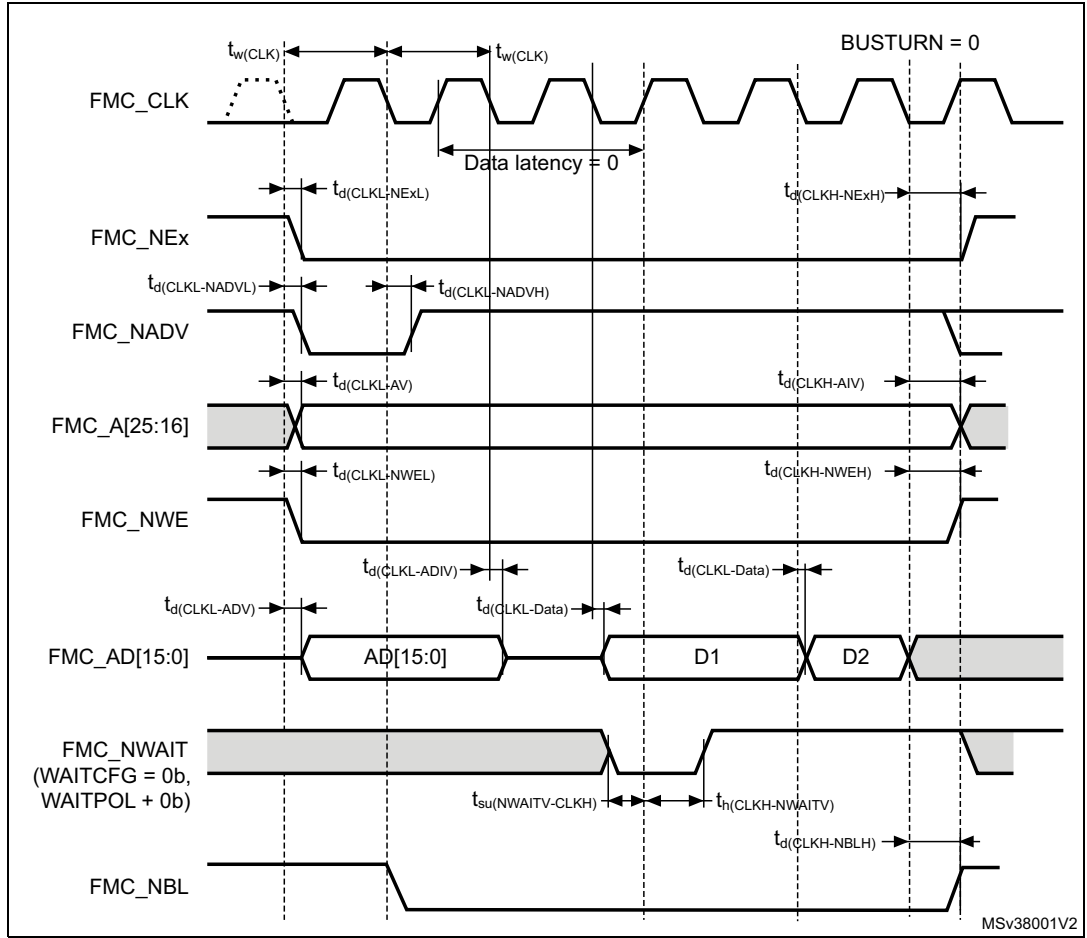 BUSTURN = 0
tw(CLK) tw(CLK)
FMC_CLK
Data latency = 0
td(CLKL-NExL) td(CLKH-NExH)
FMC_NEx
td(CLKL-NADVL) td(CLKL-NADVH)
FMC_NADV
td(CLKL-AV) td(CLKH-AIV)
FMC_A[25:16]
td(CLKL-NWEL) td(CLKH-NWEH)
FMC_NWE
td(CLKL-ADIV) td(CLKL-Data)
td(CLKL-ADV) td(CLKL-Data)
FMC_AD[15:0] AD[15:0] D1 D2
FMC_NWAIT
(WAITCFG = 0b,
WAITPOL + 0b)
tsu(NWAITV-CLKH) th(CLKH-NWAITV)
td(CLKH-NBLH)
FMC_NBL
MSv38001V2